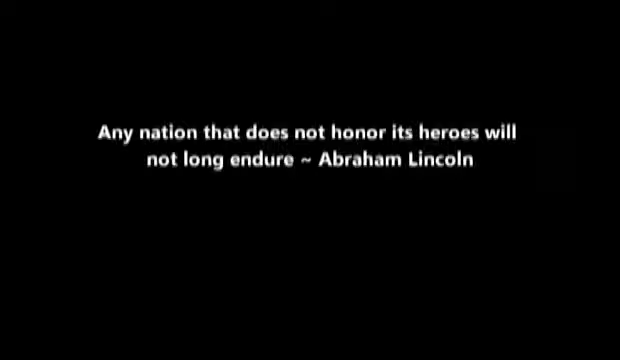 Any nation that does not honor its heroes will
not long endure ~ Abraham Lincoln